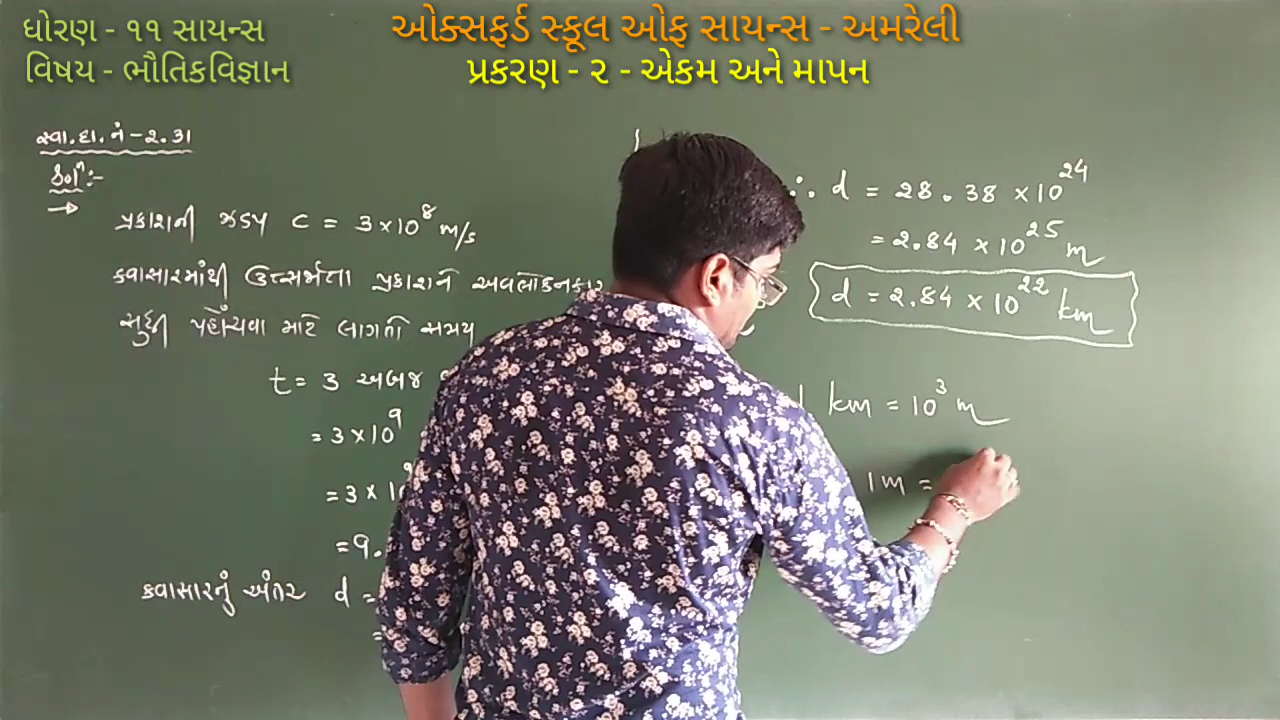 ધોરણ - ૧૧ સાયન્સ
ઓક્સફર્ડ સ્કૂલ ઓફ સાયન્સ - અમરેલી
વિષય - ભૌતિકવિજ્ઞાન
પ્રકરણ - ૨ - એકમ અને માપન
સ્વા.દા.નં - ૨.૩૧
→
પ્રકાશની ઝડપ c = 3 × 10⁸ m/s
ક્વાસારમાંથી ઉત્સર્જતા પ્રકાશને અવલોકનકાર
સુધી પહોંચવા માટે લાગતો સમય
t = 3 અબજ
= 3 × 10⁹
= 3 × 10
= 9.
ક્વાસારનું અંતર d =
=
∴ d = 28.38 × 10²⁴
= 2.84 × 10²⁵ m
d = 2.84 × 10²² km
1 km = 10³ m
1 m =